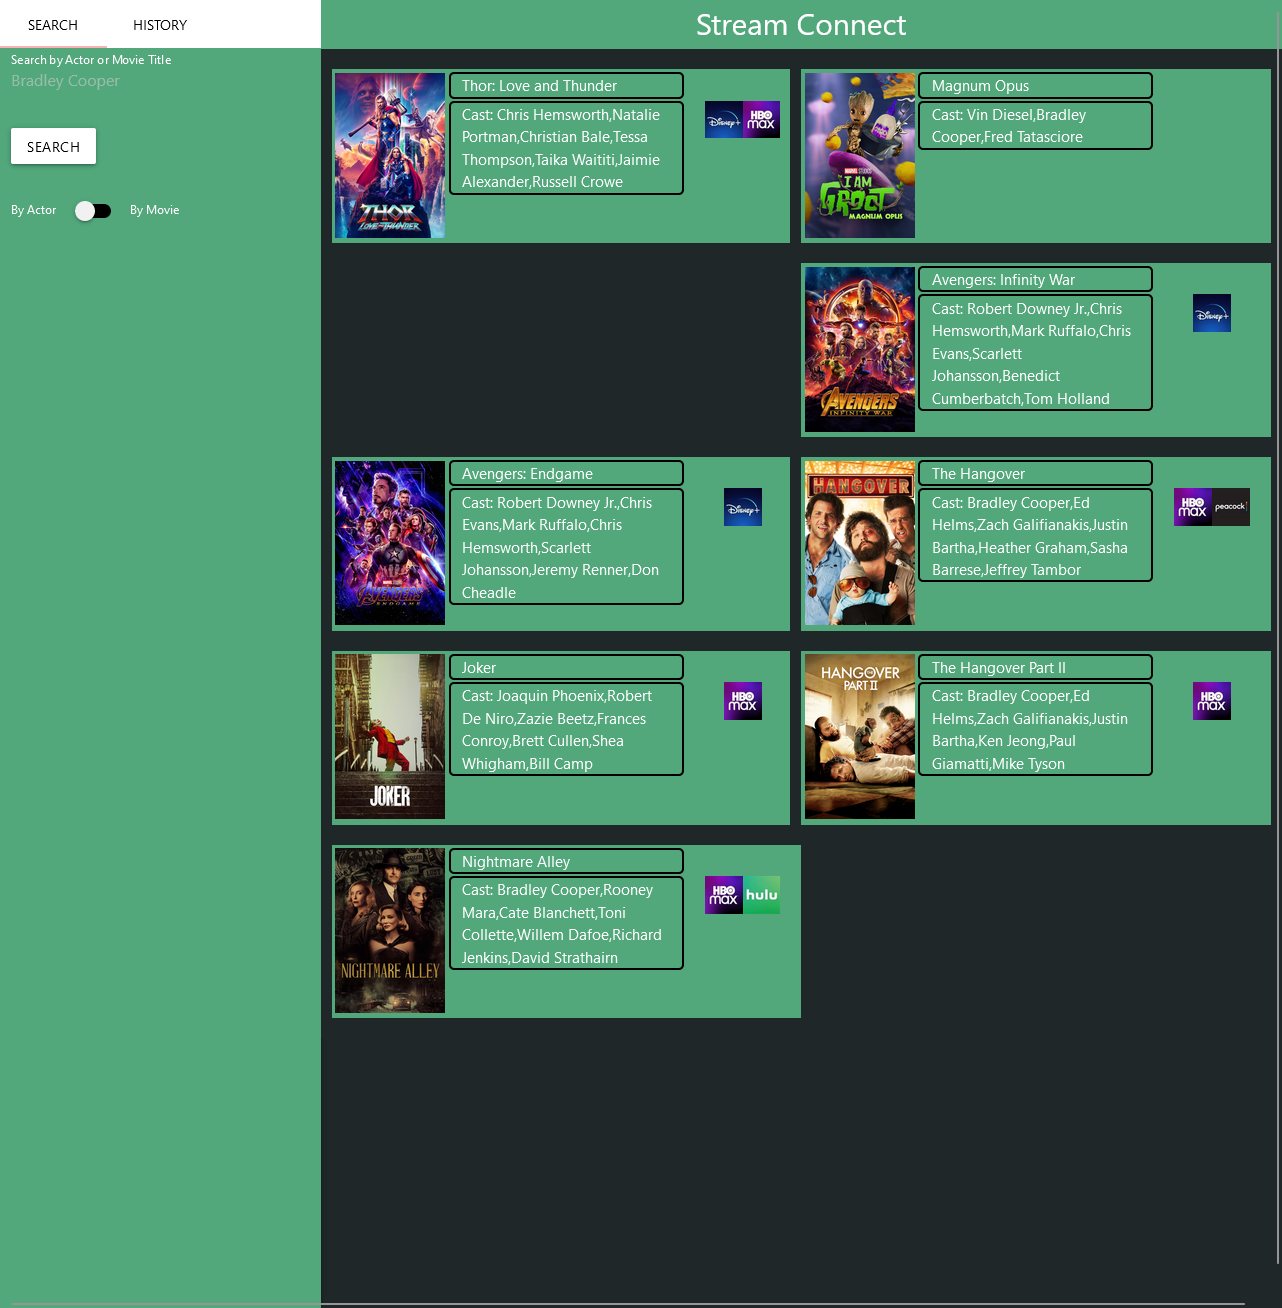 SEARCH
HISTORY
Stream Connect
Search by Actor or Movie Title
Bradley Cooper
SEARCH
By Actor
By Movie
THOR
LOVE AND THUNDER
Thor: Love and Thunder
Cast: Chris Hemsworth,Natalie
Portman,Christian Bale,Tessa
Thompson,Taika Waititi,Jaimie
Alexander,Russell Crowe
Disney+
HBO
max
MARVEL STUDIOS
I AM
GROOT
MAGNUM OPUS
Magnum Opus
Cast: Vin Diesel,Bradley
Cooper,Fred Tatasciore
AVENGERS
INFINITY WAR
Avengers: Infinity War
Cast: Robert Downey Jr.,Chris
Hemsworth,Mark Ruffalo,Chris
Evans,Scarlett
Johansson,Benedict
Cumberbatch,Tom Holland
Disney+
MARVEL STUDIOS
AVENGERS
ENDGAME
Avengers: Endgame
Cast: Robert Downey Jr.,Chris
Evans,Mark Ruffalo,Chris
Hemsworth,Scarlett
Johansson,Jeremy Renner,Don
Cheadle
Disney+
HANGOVER
The Hangover
Cast: Bradley Cooper,Ed
Helms,Zach Galifianakis,Justin
Bartha,Heather Graham,Sasha
Barrese,Jeffrey Tambor
HBO
max
peacock
JOKER
Joker
Cast: Joaquin Phoenix,Robert
De Niro,Zazie Beetz,Frances
Conroy,Brett Cullen,Shea
Whigham,Bill Camp
HBO
max
THE
HANGOVER
PART II
The Hangover Part II
Cast: Bradley Cooper,Ed
Helms,Zach Galifianakis,Justin
Bartha,Ken Jeong,Paul
Giamatti,Mike Tyson
HBO
max
NIGHTMARE ALLEY
Nightmare Alley
Cast: Bradley Cooper,Rooney
Mara,Cate Blanchett,Toni
Collette,Willem Dafoe,Richard
Jenkins,David Strathairn
HBO
max
hulu